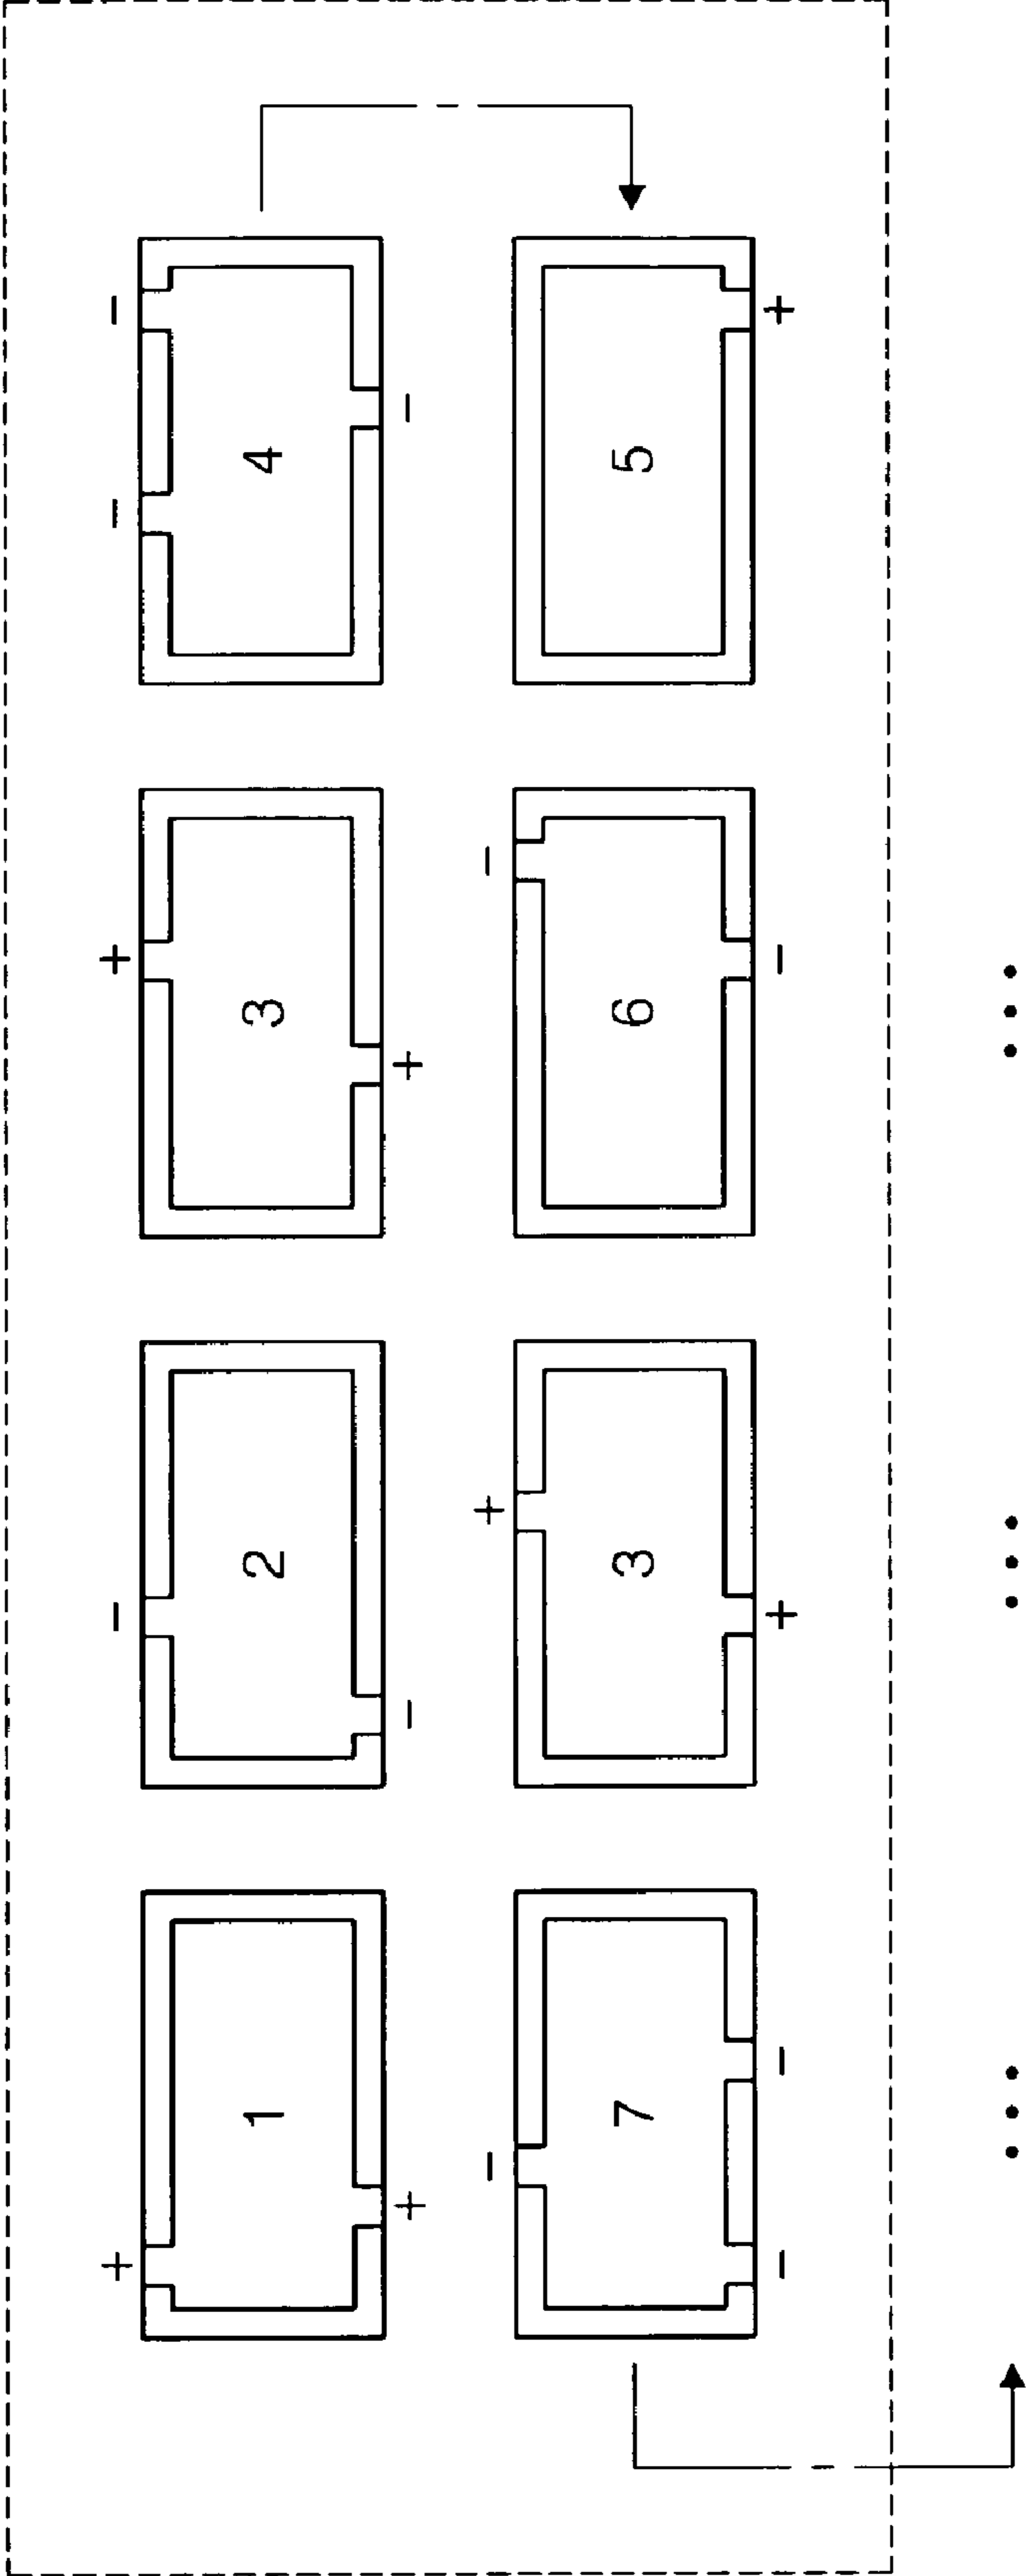 + - + - -
1 2 3 4
+ - + -
- + -
7 3 6 5
- - + - +
••• ••• •••